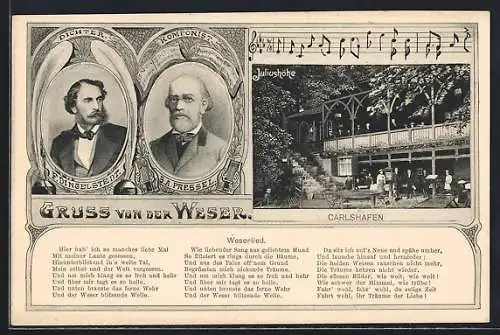 DICHTER
KOMPONIST
F. DINGELSTEDT.
G. PRESSEL.
Juliushöhe
GRUSS VON DER WESER.
CARLSHAFEN
Weserlied.
Hier hab' ich so manches liebe Mal
Mit meiner Laute gesessen,
Hinunterblickend in's weite Tal,
Mein selbst und der Welt vergessen.
Und um mich klang es so froh und hehr
Und über mir tagt es so helle,
Und unten brauste das ferne Wehr
Und der Weser blitzende Welle.
Wie liebender Sang aus geliebtem Mund
So flüstert es rings durch die Bäume,
Und aus des Tales off'nem Grund
Begrüssten mich nickende Träume.
Und um mich klang es so froh und hehr
Und über mir tagt es so helle,
Und unten brauste das ferne Wehr
Und der Weser blitzende Welle.
Da sitz ich auf's Neue und spähe umher,
Und lausche hinauf und hernieder;
Die holden Weisen rauschen nicht mehr,
Die Träume kehren nicht wieder.
Die süssen Bilder, wie weit, wie weit!
Wie schwer der Himmel, wie trübe!
Fahr' wohl, fahr' wohl, du selige Zeit
Fahrt wohl, ihr Träume der Liebe!